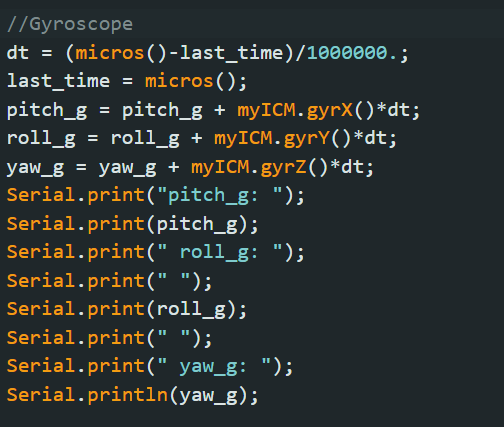 //Gyroscope
dt = (micros()-last_time)/1000000.;
last_time = micros();
pitch_g = pitch_g + myICM.gyrX()*dt;
roll_g = roll_g + myICM.gyrY()*dt;
yaw_g = yaw_g + myICM.gyrZ()*dt;
Serial.print("pitch_g: ");
Serial.print(pitch_g);
Serial.print(" roll_g: ");
Serial.print(" ");
Serial.print(roll_g);
Serial.print(" ");
Serial.print(" yaw_g: ");
Serial.println(yaw_g);